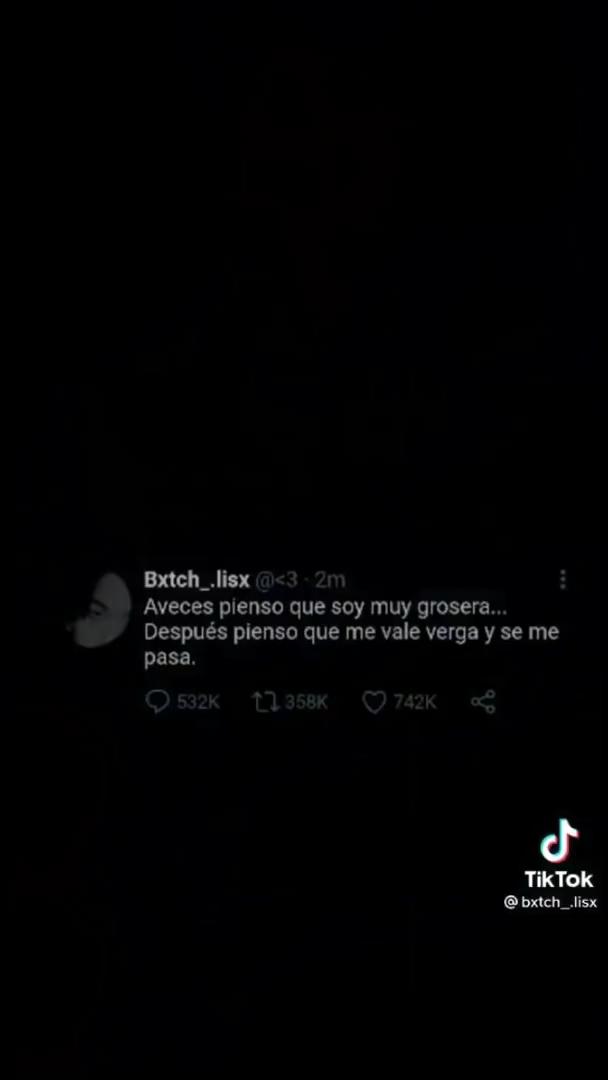 Bxtch_.lisx @<3 · 2m
Aveces pienso que soy muy grosera...
Después pienso que me vale verga y se me
pasa.
532K 358K 742K
TikTok
@bxtch_.lisx